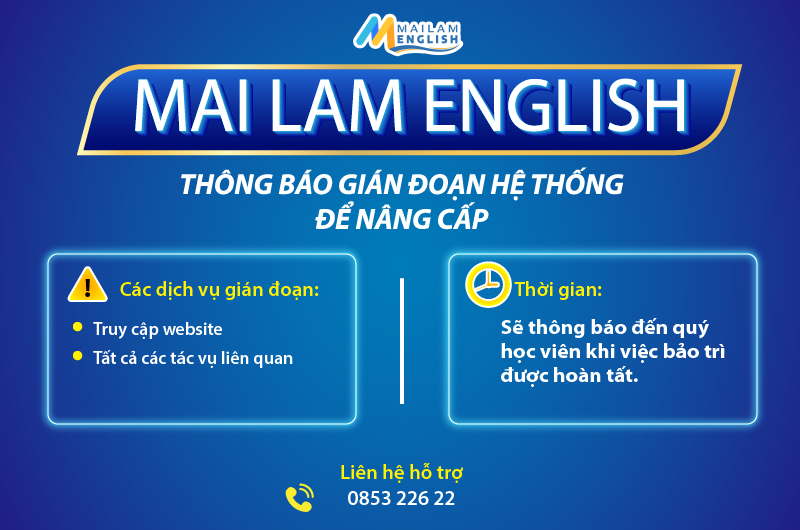 MAILAM
ENGLISH
MAI LAM ENGLISH
THÔNG BÁO GIÁN ĐOẠN HỆ THỐNG
ĐỂ NÂNG CẤP
Các dịch vụ gián đoạn:
Truy cập website
Tất cả các tác vụ liên quan
Thời gian:
Sẽ thông báo đến quý
học viên khi việc bảo trì
được hoàn tất.
Liên hệ hỗ trợ
0853 226 22